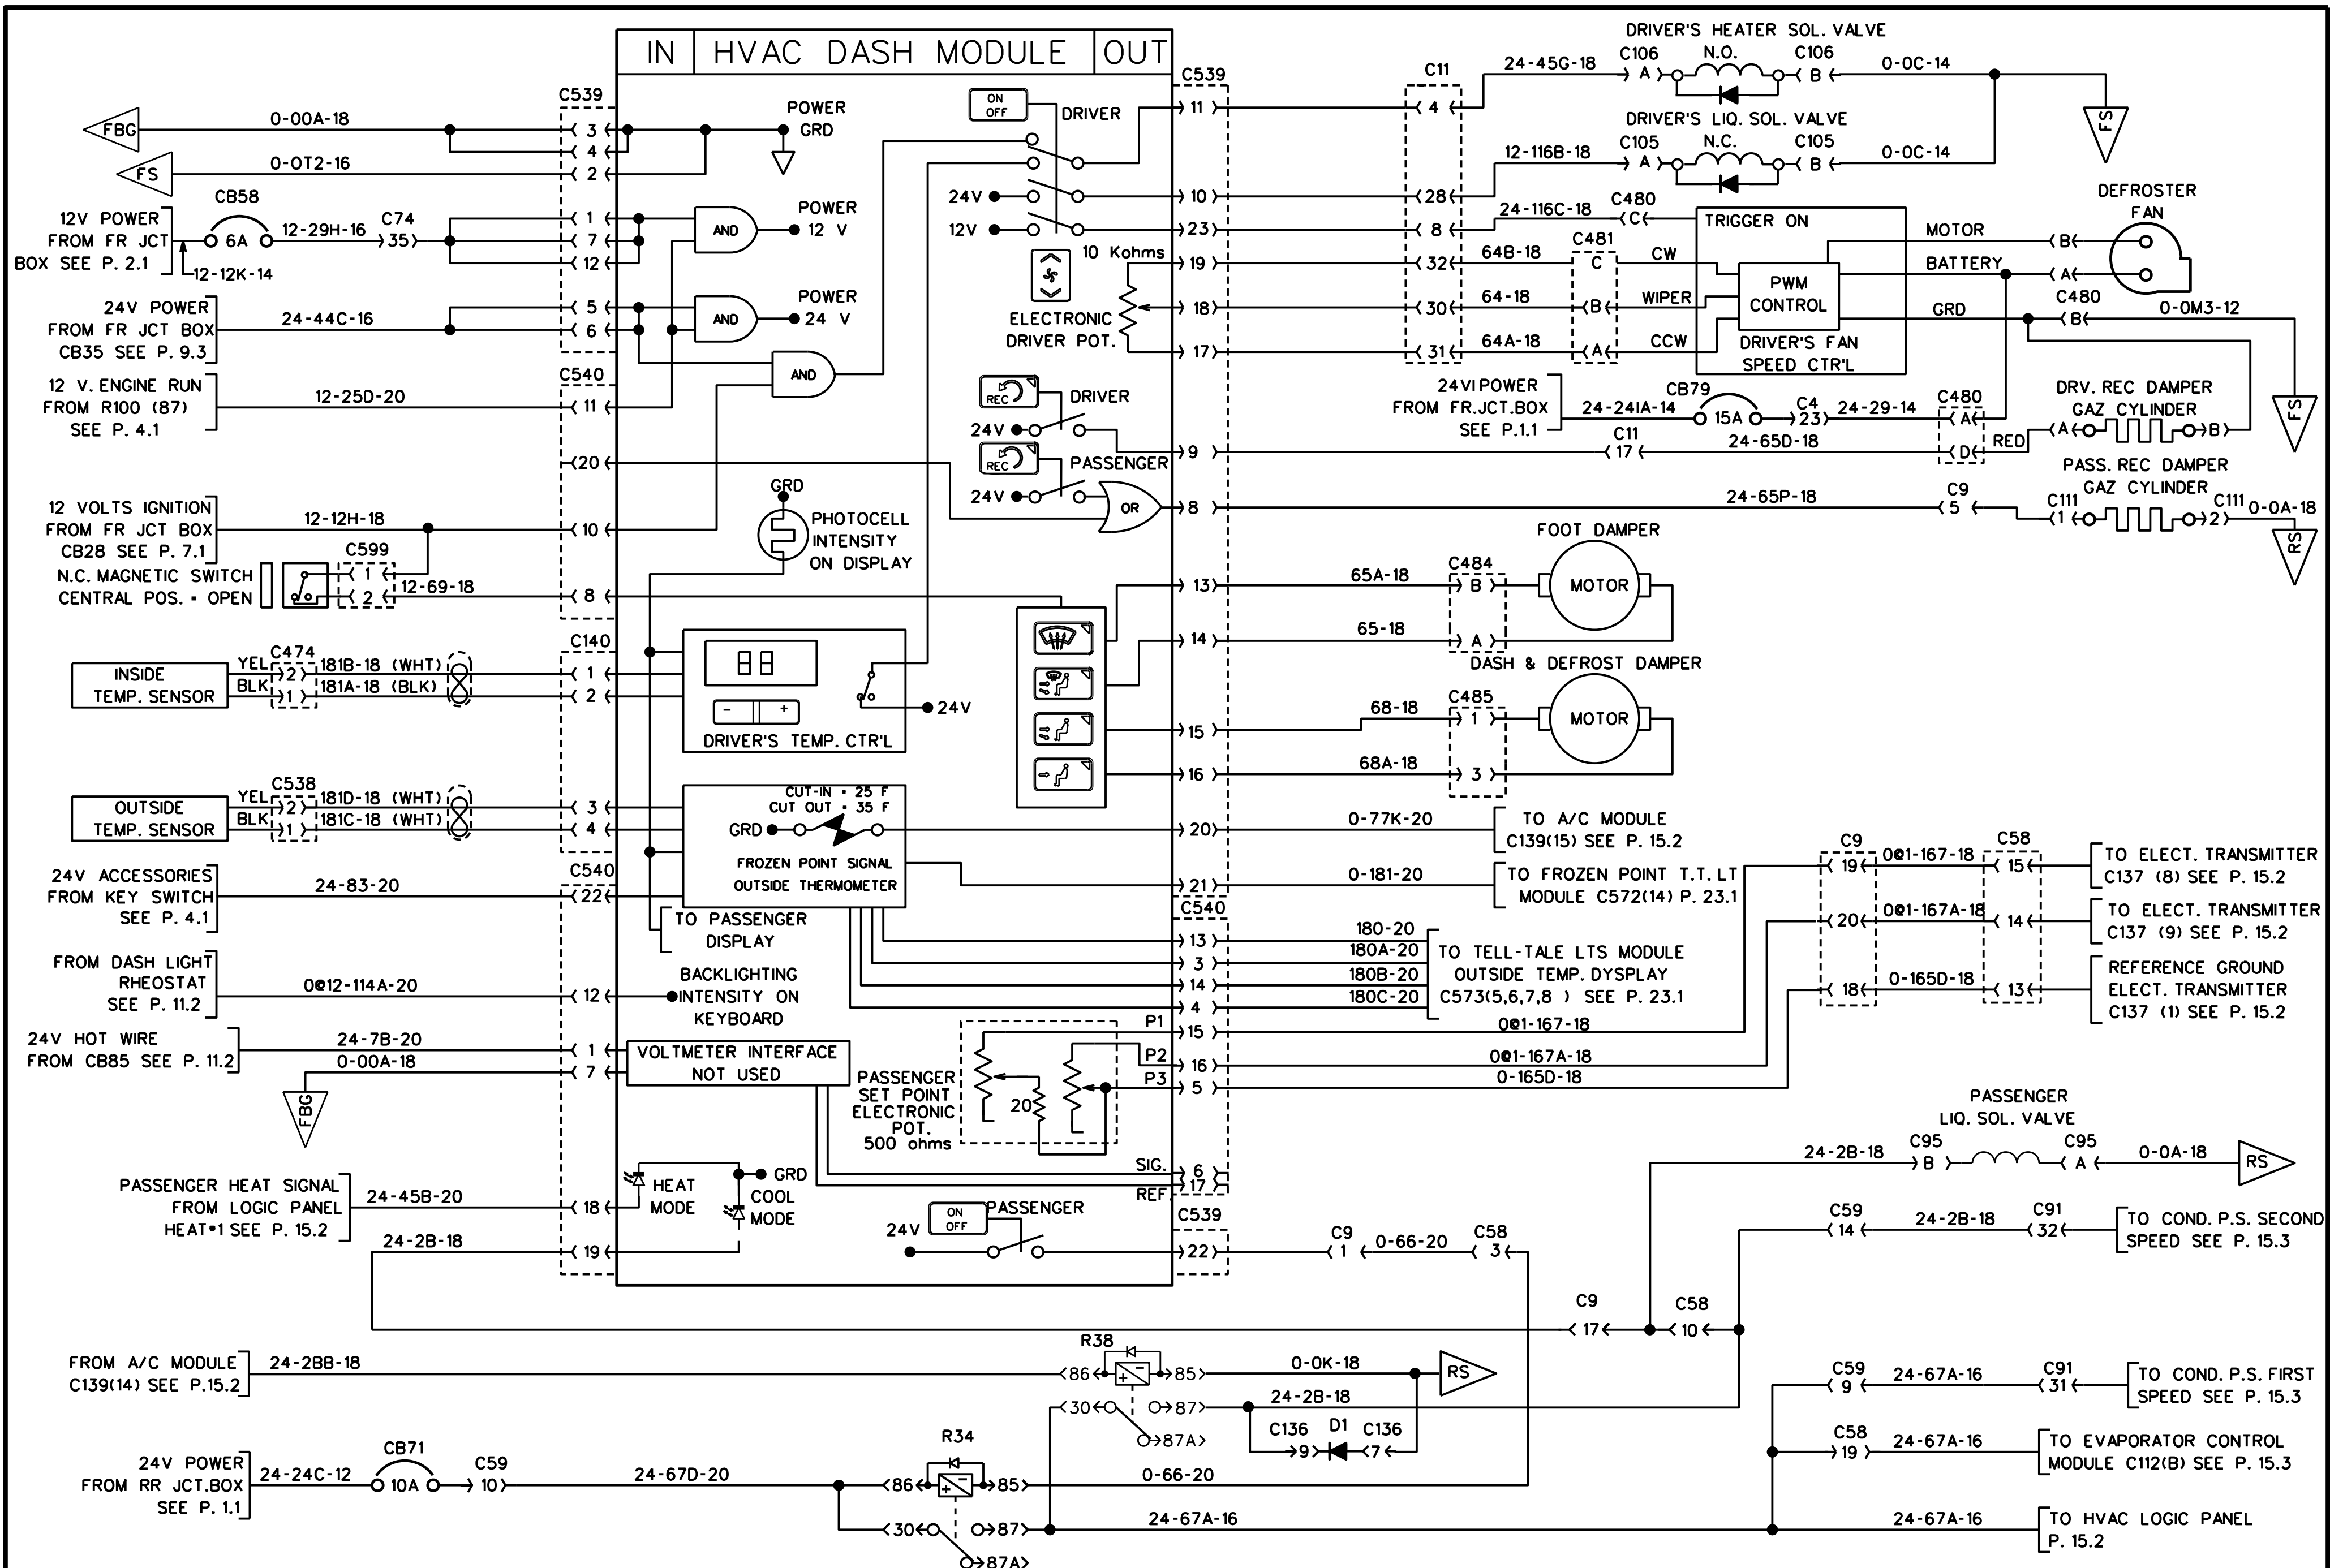 IN HVAC DASH MODULE OUT
C539
FBG 0-00A-18 3 POWER
4 GRD
FS 0-0T2-16 2
CB58
12V POWER
FROM FR JCT
BOX SEE P. 2.1
6A 12-29H-16 C74 35
12-12K-14
1
7
12
AND POWER
12 V
24V POWER
FROM FR JCT BOX
CB35 SEE P. 9.3
24-44C-16
5
6
AND POWER
24 V
AND
C540
12 V. ENGINE RUN
FROM R100 (87)
SEE P. 4.1
12-25D-20
11
20
12 VOLTS IGNITION
FROM FR JCT BOX
CB28 SEE P. 7.1
12-12H-18
10
N.C. MAGNETIC SWITCH
CENTRAL POS. = OPEN
C599
1
2
12-69-18
8
GRD
PHOTOCELL
INTENSITY
ON DISPLAY
C140
INSIDE
TEMP. SENSOR
YEL C474 2 181B-18 (WHT) 1
BLK 1 181A-18 (BLK) 2
88
- +
24V
DRIVER'S TEMP. CTR'L
OUTSIDE
TEMP. SENSOR
YEL C538 2 181D-18 (WHT) 3
BLK 1 181C-18 (WHT) 4
CUT-IN = 25 F
CUT OUT = 35 F
GRD
FROZEN POINT SIGNAL
OUTSIDE THERMOMETER
C540
24V ACCESSORIES
FROM KEY SWITCH
SEE P. 4.1
24-83-20
22
TO PASSENGER
DISPLAY
FROM DASH LIGHT
RHEOSTAT
SEE P. 11.2
0@12-114A-20
12
BACKLIGHTING
INTENSITY ON
KEYBOARD
24V HOT WIRE
FROM CB85 SEE P. 11.2
24-7B-20
1
0-00A-18
7
FBG
VOLTMETER INTERFACE
NOT USED
PASSENGER
SET POINT
ELECTRONIC
POT.
500 ohms
20
P1
P2
P3
SIG.
REF.
PASSENGER HEAT SIGNAL
FROM LOGIC PANEL
HEAT#1 SEE P. 15.2
24-45B-20
18
24-2B-18
19
HEAT
MODE
GRD
COOL
MODE
24V
ON
OFF
PASSENGER
ON
OFF
DRIVER
24V
12V
10 Kohms
ELECTRONIC
DRIVER POT.
REC
DRIVER
24V
REC
PASSENGER
24V
OR
C539
11
10
23
19
18
17
9
8
13
14
15
16
20
21
C540
13
3
14
4
15
16
5
6
17
C539
22
C11
4
28
8
32
30
31
DRIVER'S HEATER SOL. VALVE
24-45G-18 C106 A N.O. C106 B 0-0C-14
FS
DRIVER'S LIQ. SOL. VALVE
12-116B-18 C105 A N.C. C105 B 0-0C-14
24-116C-18 C480 C
TRIGGER ON
DEFROSTER
FAN
64B-18 C481 C CW
64-18 B WIPER
64A-18 A CCW
PWM
CONTROL
DRIVER'S FAN
SPEED CTR'L
MOTOR B
BATTERY A
GRD C480 B 0-0M3-12
FS
24VI POWER
FROM FR.JCT.BOX
SEE P.1.1
24-24IA-14 CB79 15A C4 23 24-29-14 C480 A
C11 17 24-65D-18 D RED
DRV. REC DAMPER
GAZ CYLINDER
A B
PASS. REC DAMPER
GAZ CYLINDER
24-65P-18 C9 5 C111 1 C111 2 0-0A-18
RS
FOOT DAMPER
65A-18 C484 B MOTOR
65-18 A
DASH & DEFROST DAMPER
68-18 C485 1 MOTOR
68A-18 3
0-77K-20
TO A/C MODULE
C139(15) SEE P. 15.2
0-181-20
TO FROZEN POINT T.T. LT
MODULE C572(14) P. 23.1
180-20
180A-20
180B-20
180C-20
TO TELL-TALE LTS MODULE
OUTSIDE TEMP. DYSPLAY
C573(5,6,7,8 ) SEE P. 23.1
0@1-167-18
0@1-167A-18
0-165D-18
C9 19 0@1-167-18 C58 15
TO ELECT. TRANSMITTER
C137 (8) SEE P. 15.2
20 0@1-167A-18 14
TO ELECT. TRANSMITTER
C137 (9) SEE P. 15.2
18 0-165D-18 13
REFERENCE GROUND
ELECT. TRANSMITTER
C137 (1) SEE P. 15.2
PASSENGER
LIQ. SOL. VALVE
24-2B-18 C95 B C95 A 0-0A-18 RS
C59 14 24-2B-18 C91 32
TO COND. P.S. SECOND
SPEED SEE P. 15.3
C9 1 0-66-20 C58 3
C9 17 C58 10
FROM A/C MODULE
C139(14) SEE P.15.2
24-2BB-18
R38
86 + - 85 0-0K-18 RS
30 87 24-2B-18
87A
C136 9 D1 C136 7
C59 9 24-67A-16 C91 31
TO COND. P.S. FIRST
SPEED SEE P. 15.3
C58 19 24-67A-16
TO EVAPORATOR CONTROL
MODULE C112(B) SEE P. 15.3
24V POWER
FROM RR JCT.BOX
SEE P. 1.1
24-24C-12 CB71 10A C59 10 24-67D-20
R34
86 + - 85 0-66-20
30 87 24-67A-16
87A
24-67A-16
TO HVAC LOGIC PANEL
P. 15.2